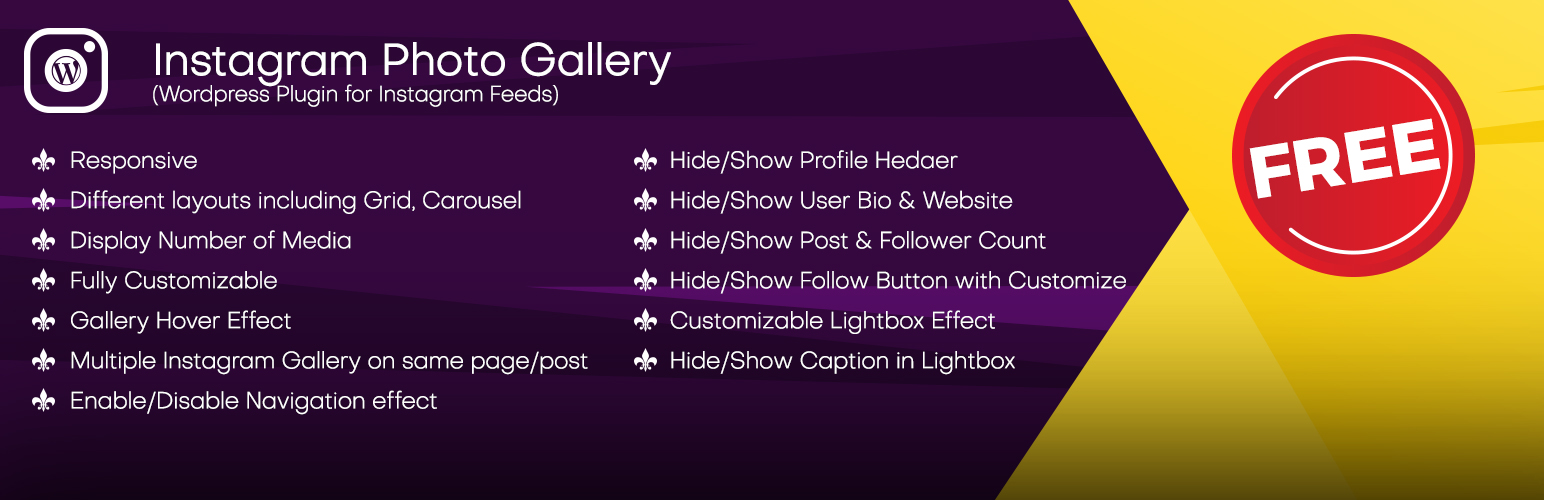 Instagram Photo Gallery
(Wordpress Plugin for Instagram Feeds)
Responsive
Different layouts including Grid, Carousel
Display Number of Media
Fully Customizable
Gallery Hover Effect
Multiple Instagram Gallery on same page/post
Enable/Disable Navigation effect
Hide/Show Profile Hedaer
Hide/Show User Bio & Website
Hide/Show Post & Follower Count
Hide/Show Follow Button with Customize
Customizable Lightbox Effect
Hide/Show Caption in Lightbox
FREE